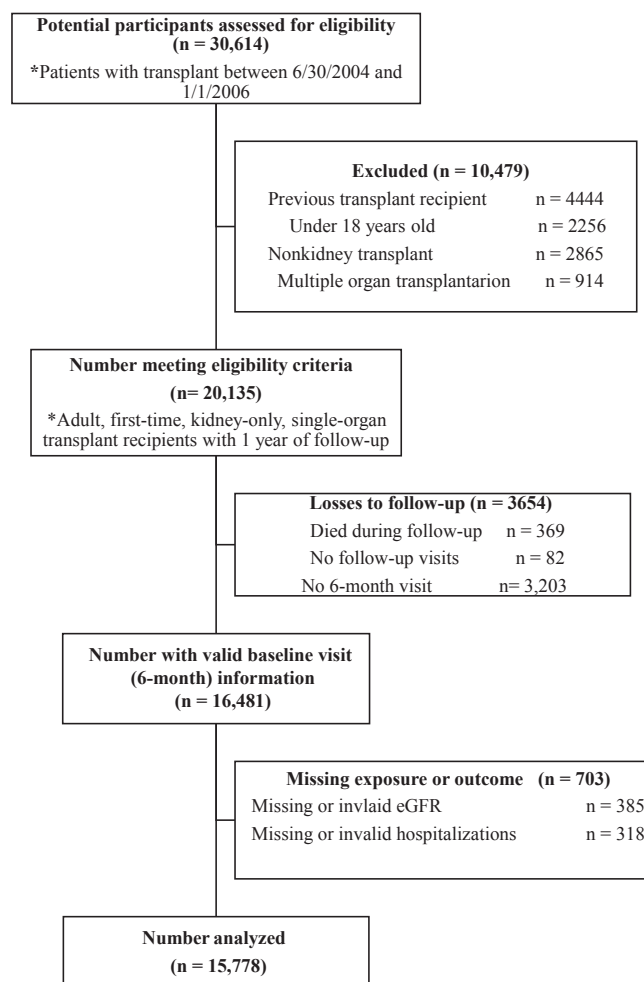 Potential participants assessed for eligibility
(n = 30,614)
*Patients with transplant between 6/30/2004 and
1/1/2006
Excluded (n = 10,479)
Previous transplant recipient n = 4444
Under 18 years old n = 2256
Nonkidney transplant n = 2865
Multiple organ transplantarion n = 914
Number meeting eligibility criteria
(n= 20,135)
*Adult, first-time, kidney-only, single-organ
transplant recipients with 1 year of follow-up
Losses to follow-up (n = 3654)
Died during follow-up n = 369
No follow-up visits n = 82
No 6-month visit n= 3,203
Number with valid baseline visit
(6-month) information
(n = 16,481)
Missing exposure or outcome (n = 703)
Missing or invlaid eGFR n = 385
Missing or invalid hospitalizations n = 318
Number analyzed
(n = 15,778)